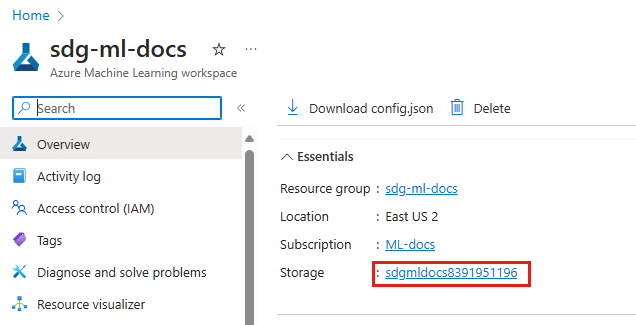 Home >
sdg-ml-docs ☆ ...
Azure Machine Learning workspace
Search «
Overview
Activity log
Access control (IAM)
Tags
Diagnose and solve problems
Resource visualizer
Download config.json Delete
Essentials
Resource group : sdg-ml-docs
Location : East US 2
Subscription : ML-docs
Storage : sdgmldocs8391951196